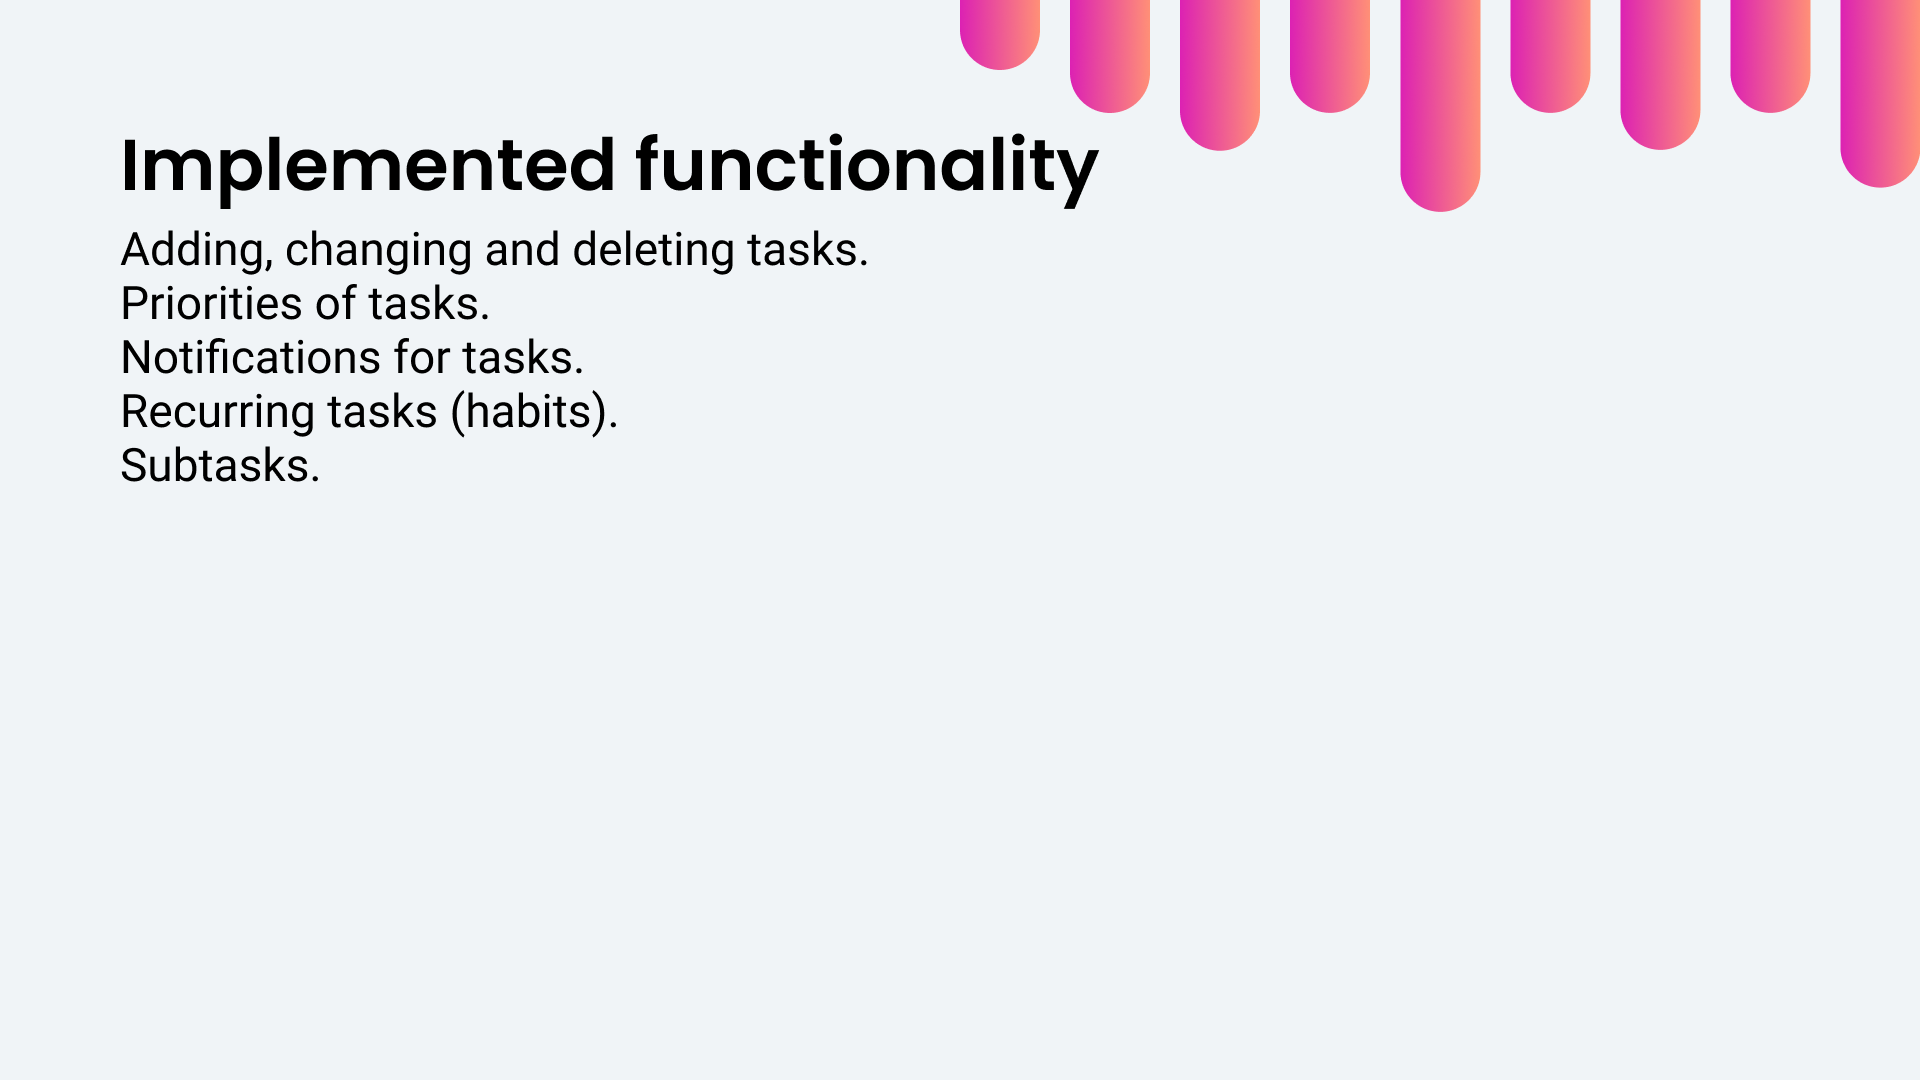 Implemented functionality
Adding, changing and deleting tasks.
Priorities of tasks.
Notifications for tasks.
Recurring tasks (habits).
Subtasks.